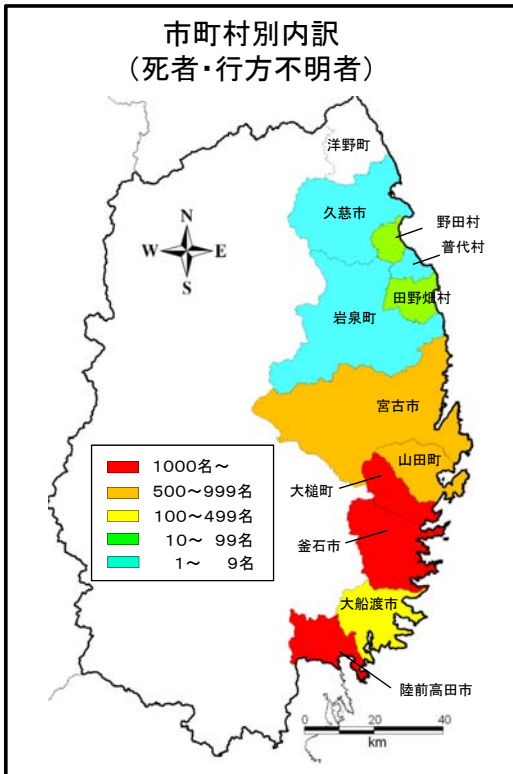 市町村別内訳
（死者・行方不明者）
洋野町
久慈市
野田村
普代村
N
W E
S
田野畑村
岩泉町
宮古市
山田町
1000名～
500～999名
大槌町
100～499名
10～ 99名
釜石市
1～ 9名
大船渡市
陸前高田市
0 20 40
km